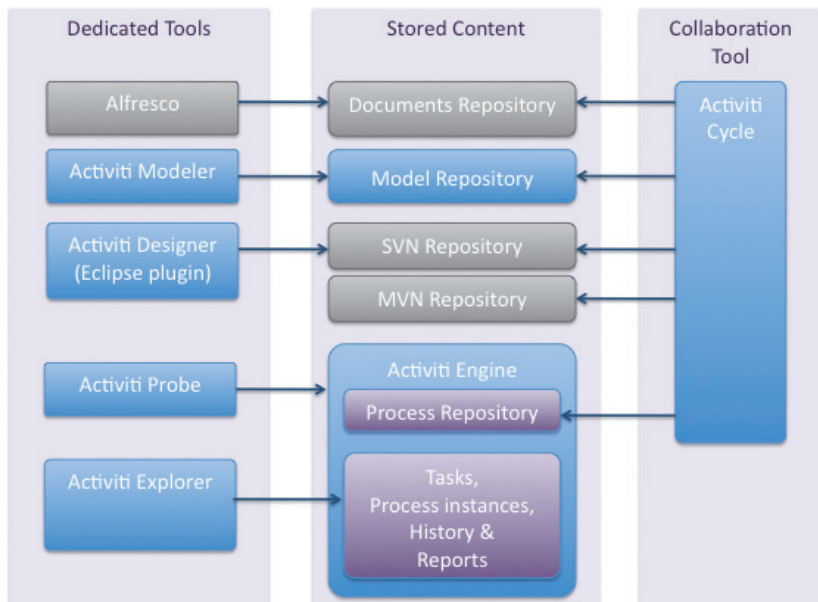 Dedicated Tools
Stored Content
Collaboration
Tool
Alfresco
Activiti Modeler
Activiti Designer
(Eclipse plugin)
Activiti Probe
Activiti Explorer
Documents Repository
Model Repository
SVN Repository
MVN Repository
Activiti Engine
Process Repository
Tasks,
Process instances,
History &
Reports
Activiti
Cycle